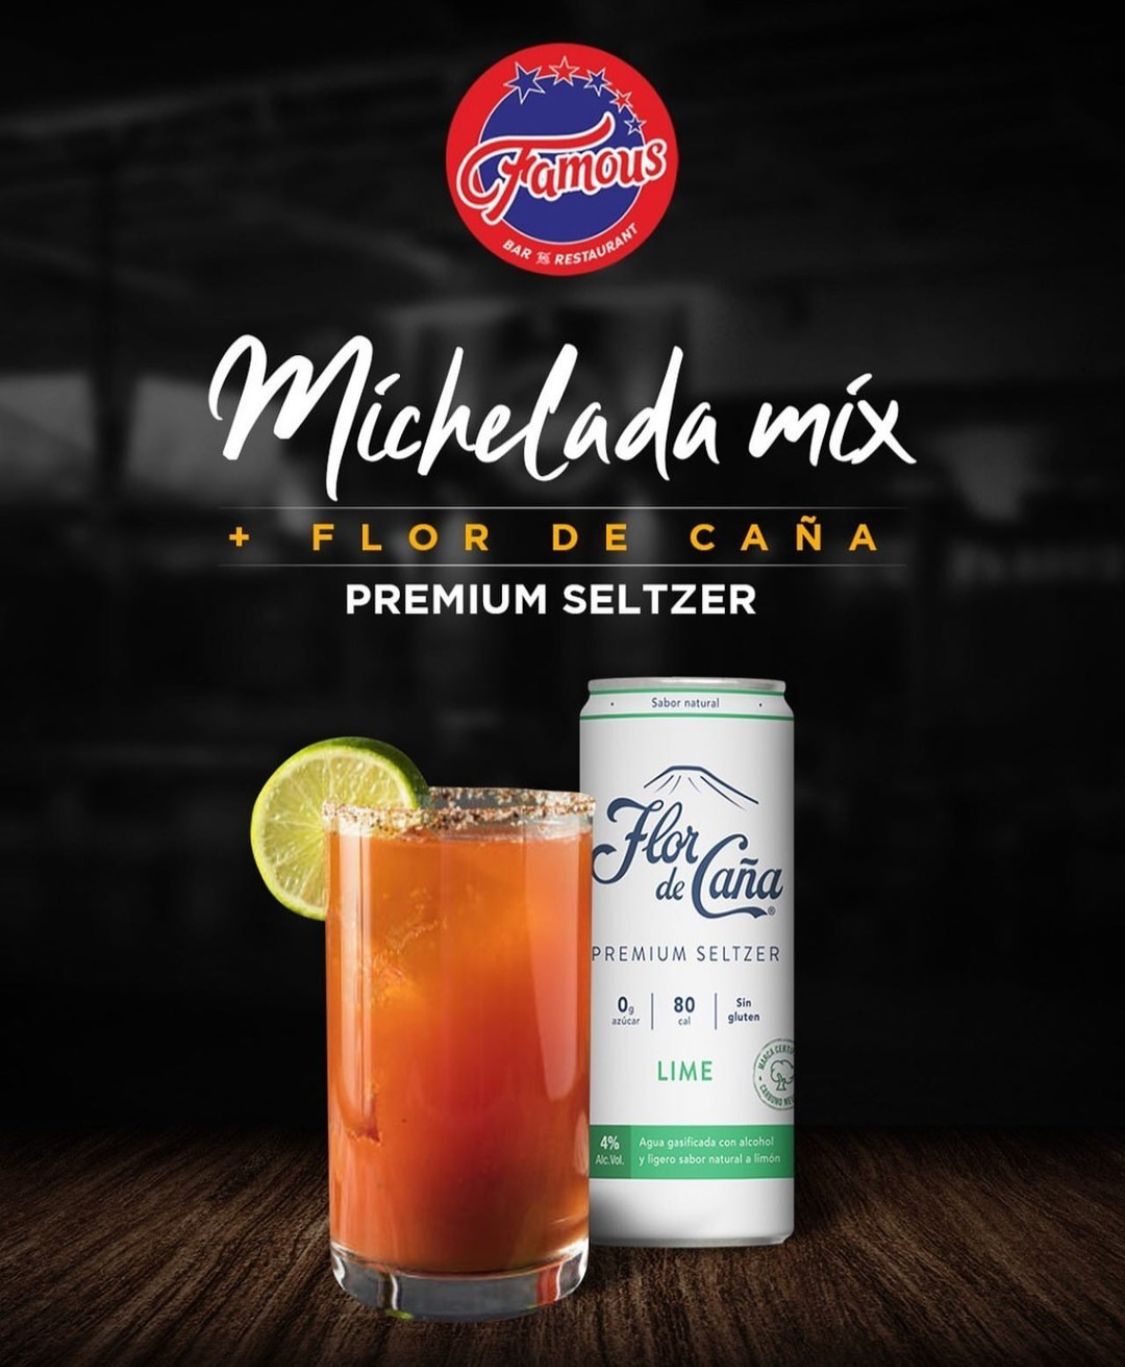 Famous
BAR & RESTAURANT
Michelada mix
+ FLOR DE CAÑA
PREMIUM SELTZER
Sabor natural
Flor
de Caña®
PREMIUM SELTZER
0g azúcar
80 cal
Sin gluten
LIME
4% Alc.Vol.
Agua gasificada con alcohol
y ligero sabor natural a limón